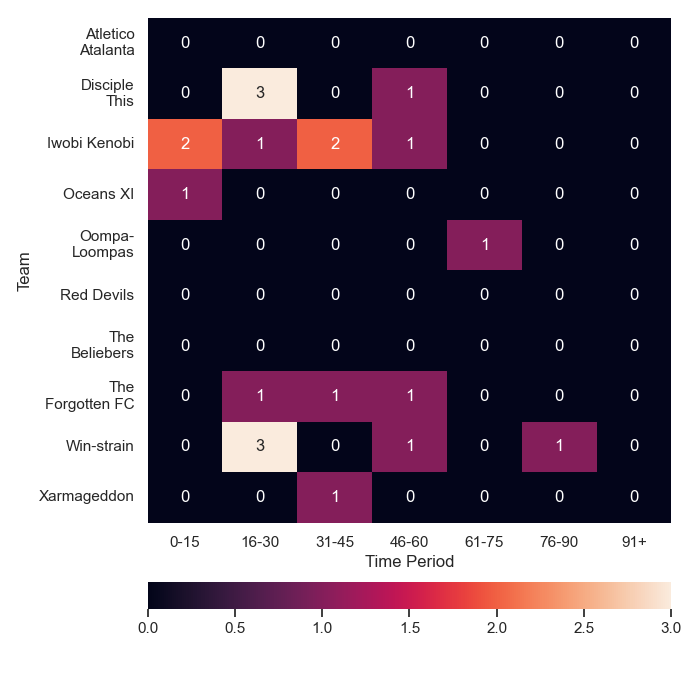 Atletico
Atalanta
0 0 0 0 0 0 0
Disciple
This
0 3 0 1 0 0 0
Iwobi Kenobi
2 1 2 1 0 0 0
Oceans XI
1 0 0 0 0 0 0
Oompa-
Loompas
0 0 0 0 1 0 0
Red Devils
0 0 0 0 0 0 0
The
Beliebers
0 0 0 0 0 0 0
The
Forgotten FC
0 1 1 1 0 0 0
Win-strain
0 3 0 1 0 1 0
Xarmageddon
0 0 1 0 0 0 0
Team
0-15 16-30 31-45 46-60 61-75 76-90 91+
Time Period
0.0 0.5 1.0 1.5 2.0 2.5 3.0